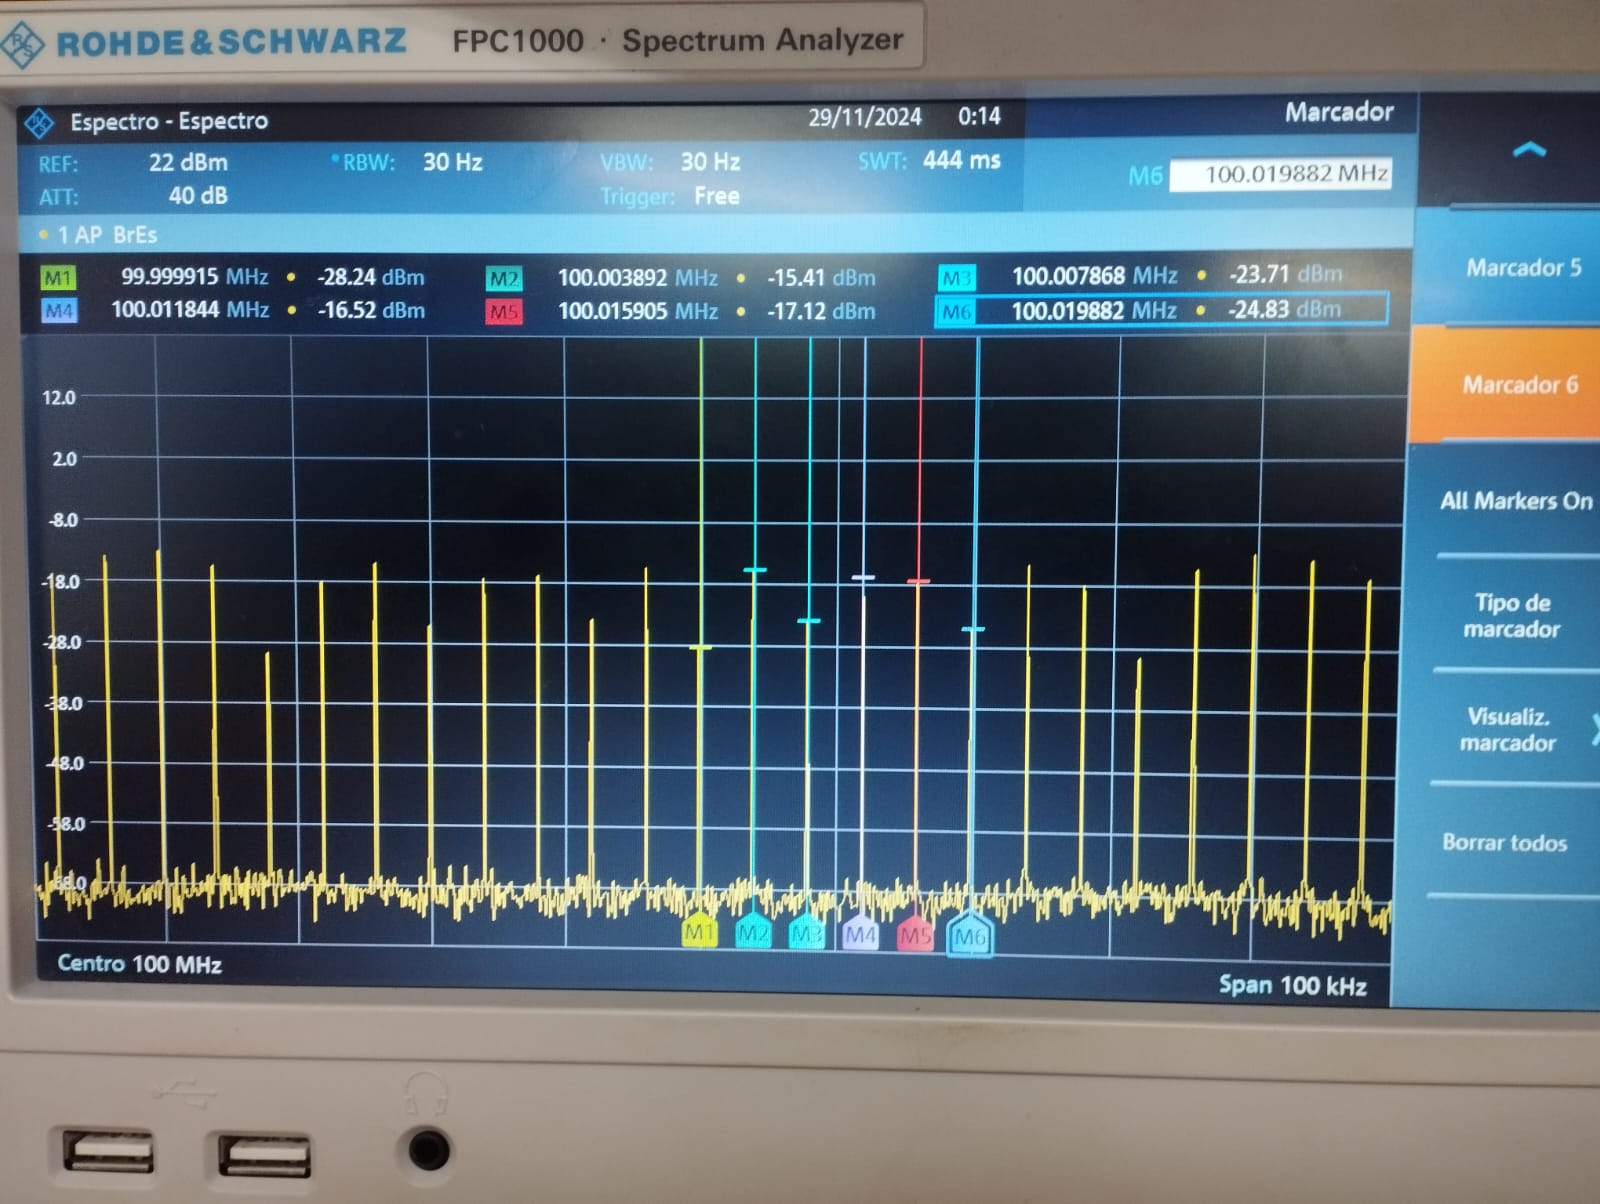 ROHDE&SCHWARZ FPC1000 · Spectrum Analyzer
Espectro - Espectro 29/11/2024 0:14 Marcador
REF: 22 dBm RBW: 30 Hz VBW: 30 Hz SWT: 444 ms M6 100.019882 MHz
ATT: 40 dB Trigger: Free
1 AP BrEs
M1 99.999915 MHz • -28.24 dBm M2 100.003892 MHz • -15.41 dBm M3 100.007868 MHz • -23.71 dBm
M4 100.011844 MHz • -16.52 dBm M5 100.015905 MHz • -17.12 dBm M6 100.019882 MHz • -24.83 dBm
Marcador 5
Marcador 6
All Markers On
Tipo de
marcador
Visualiz.
marcador
Borrar todos
12.0
2.0
-8.0
-18.0
-28.0
-38.0
-48.0
-58.0
-68.0
M1 M2 M3 M4 M5 M6
Centro 100 MHz Span 100 kHz